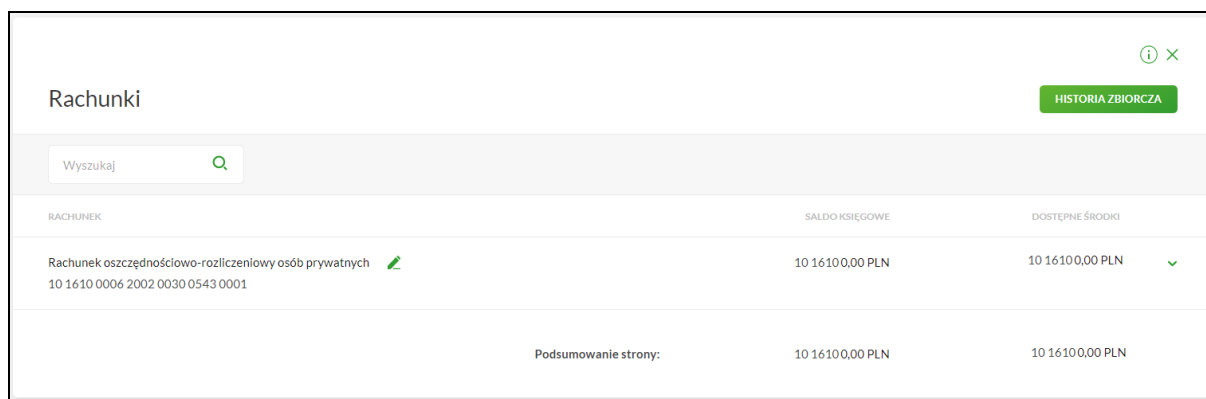 Rachunki
HISTORIA ZBIORCZA
Wyszukaj
RACHUNEK SALDO KSIĘGOWE DOSTĘPNE ŚRODKI
Rachunek oszczędnościowo-rozliczeniowy osób prywatnych 10 1610 0,00 PLN 10 1610 0,00 PLN
10 1610 0006 2002 0030 0543 0001
Podsumowanie strony: 10 1610 0,00 PLN 10 1610 0,00 PLN